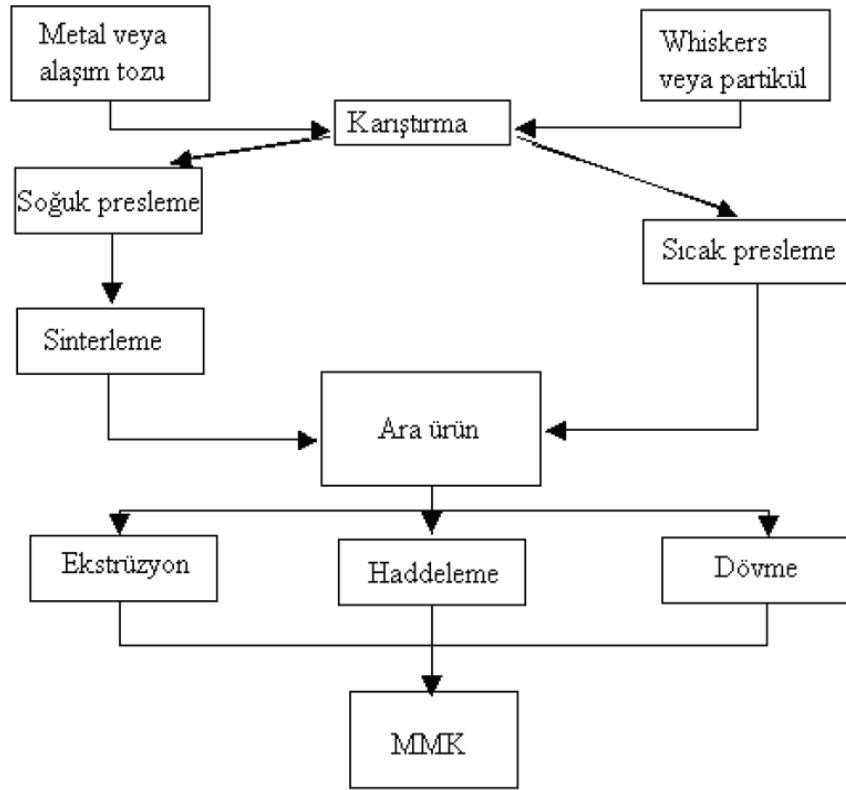 Metal veya
alaşım tozu
Whiskers
veya partikül
Karıştırma
Soğuk presleme
Sıcak presleme
Sinterleme
Ara ürün
Ekstrüzyon
Haddeleme
Dövme
MMK